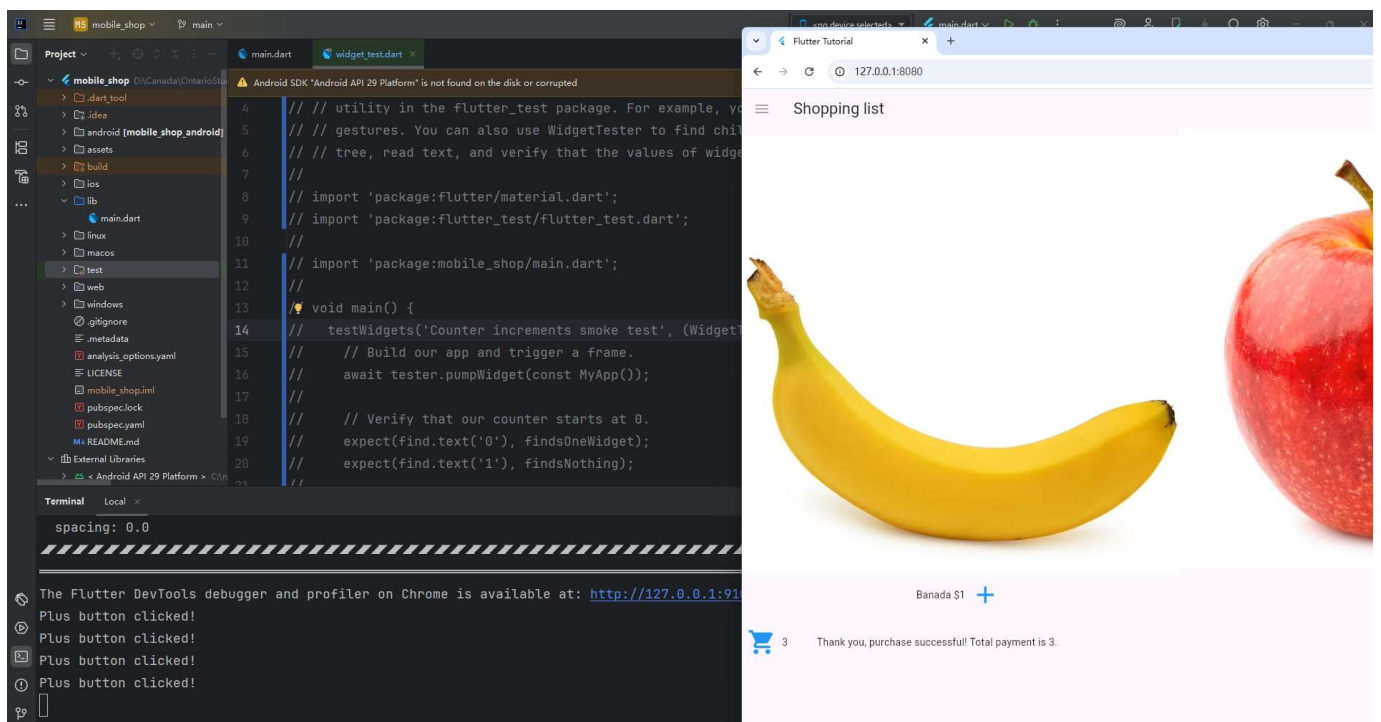 MS mobile_shop main
<no device selected> main.dart
Project
main.dart widget_test.dart
mobile_shop D:\Canada\OntarioStu
.dart_tool
.idea
android [mobile_shop_android]
assets
build
ios
lib
main.dart
linux
macos
test
web
windows
.gitignore
.metadata
analysis_options.yaml
LICENSE
mobile_shop.iml
pubspec.lock
pubspec.yaml
README.md
External Libraries
< Android API 29 Platform >
Android SDK "Android API 29 Platform" is not found on the disk or corrupted
4 // // utility in the flutter_test package. For example, yo
5 // // gestures. You can also use WidgetTester to find chil
6 // // tree, read text, and verify that the values of widge
7 //
8 // import 'package:flutter/material.dart';
9 // import 'package:flutter_test/flutter_test.dart';
10 //
11 // import 'package:mobile_shop/main.dart';
12 //
13 // void main() {
14 // testWidgets('Counter increments smoke test', (WidgetT
15 // // Build our app and trigger a frame.
16 // await tester.pumpWidget(const MyApp());
17 //
18 // // Verify that our counter starts at 0.
19 // expect(find.text('0'), findsOneWidget);
20 // expect(find.text('1'), findsNothing);
21 //
Terminal Local
spacing: 0.0
The Flutter DevTools debugger and profiler on Chrome is available at: http://127.0.0.1:910
Plus button clicked!
Plus button clicked!
Plus button clicked!
Plus button clicked!
Flutter Tutorial
127.0.0.1:8080
Shopping list
Banada $1
3 Thank you, purchase successful! Total payment is 3.